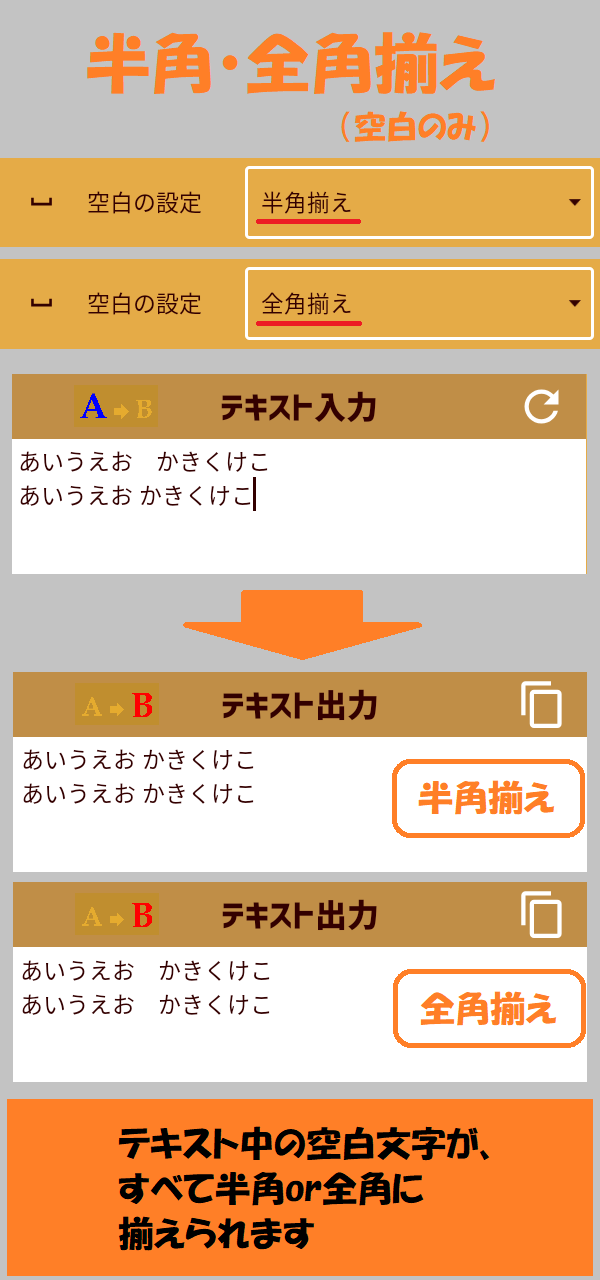 半角・全角揃え
(空白のみ)
空白の設定 半角揃え
空白の設定 全角揃え
A B テキスト入力
あいうえお　かきくけこ
あいうえお かきくけこ
A B テキスト出力
あいうえお かきくけこ
あいうえお かきくけこ
半角揃え
A B テキスト出力
あいうえお　かきくけこ
あいうえお　かきくけこ
全角揃え
テキスト中の空白文字が、
すべて半角or全角に
揃えられます